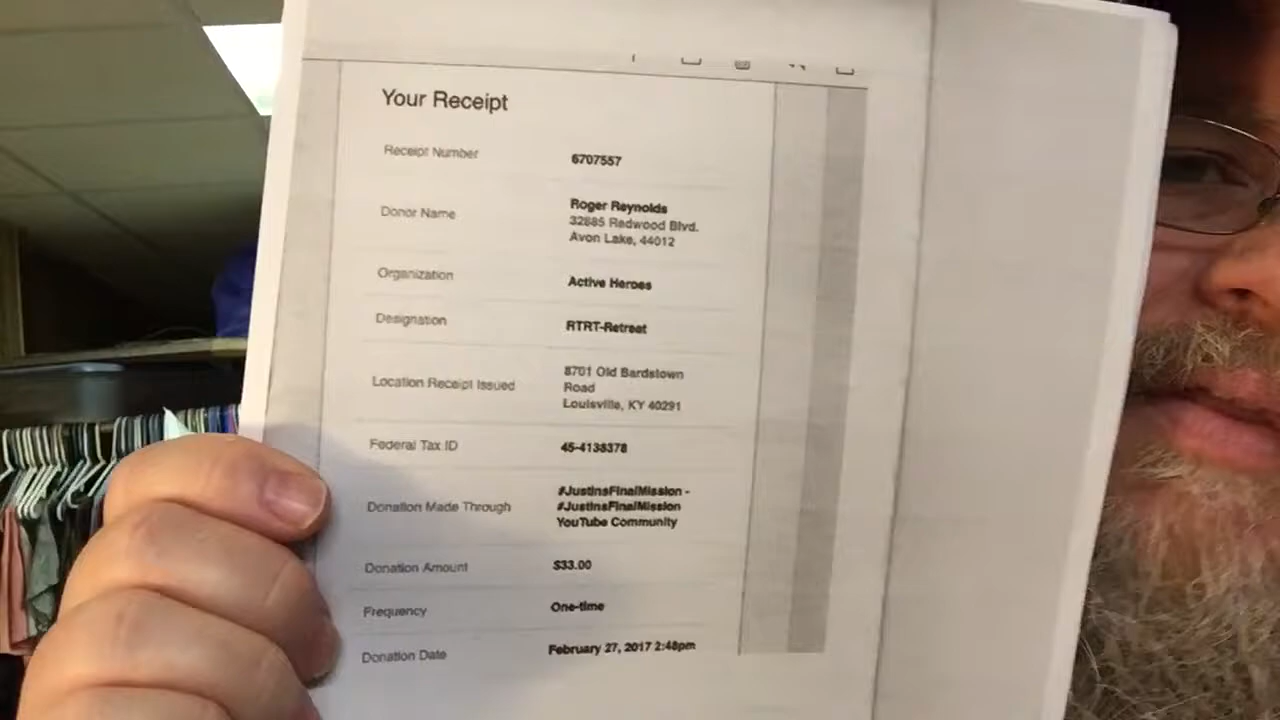 Your Receipt
Receipt Number 6707557
Donor Name Roger Reynolds
32885 Redwood Blvd.
Avon Lake, 44012
Organization Active Heroes
Designation RTRT-Retreat
Location Receipt Issued 8701 Old Bardstown
Road
Louisville, KY 40291
Federal Tax ID 45-4138378
Donation Made Through #JustinsFinalMission -
#JustinsFinalMission
YouTube Community
Donation Amount $33.00
Frequency One-time
Donation Date February 27, 2017 2:48pm